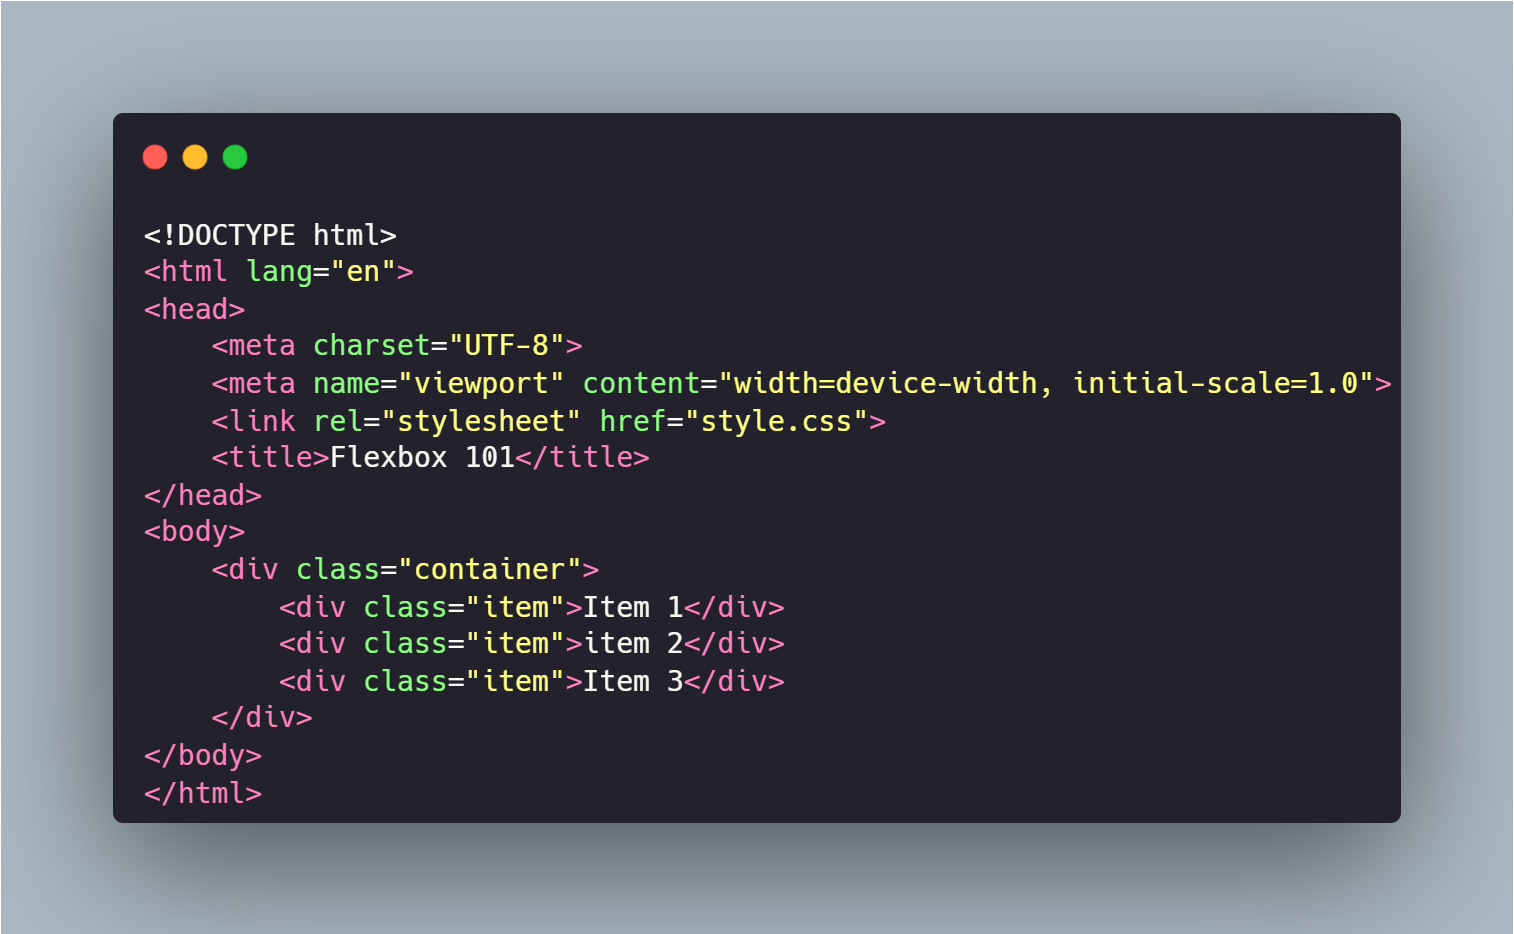 <!DOCTYPE html>
<html lang="en">
<head>
    <meta charset="UTF-8">
    <meta name="viewport" content="width=device-width, initial-scale=1.0">
    <link rel="stylesheet" href="style.css">
    <title>Flexbox 101</title>
</head>
<body>
    <div class="container">
        <div class="item">Item 1</div>
        <div class="item">item 2</div>
        <div class="item">Item 3</div>
    </div>
</body>
</html>